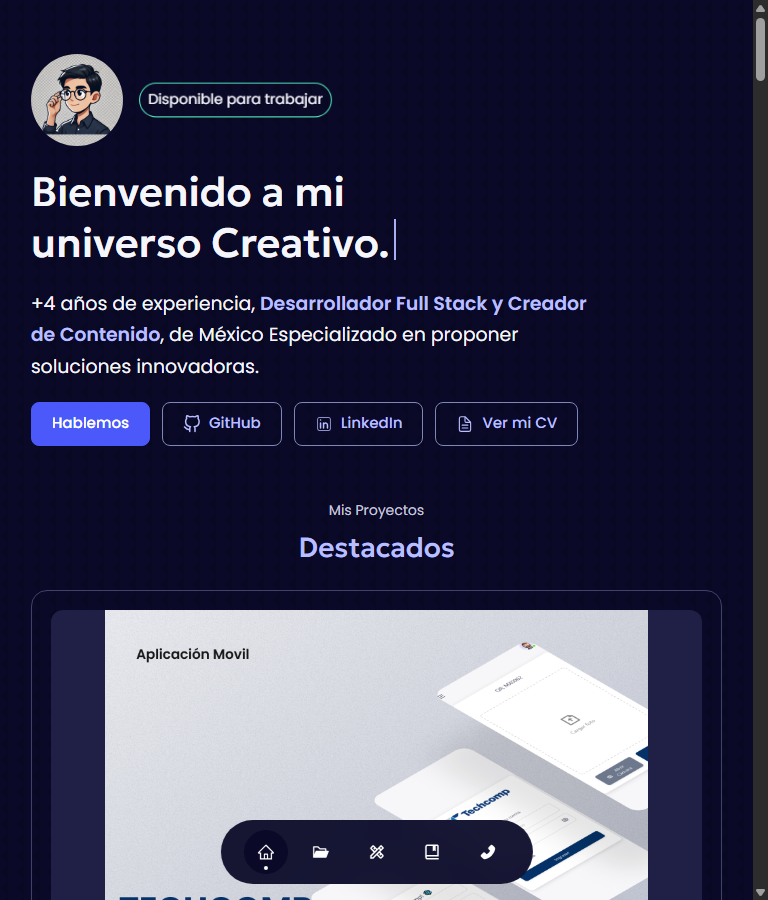 Disponible para trabajar
Bienvenido a mi
universo Creativo.
+4 años de experiencia, Desarrollador Full Stack y Creador
de Contenido, de México Especializado en proponer
soluciones innovadoras.
Hablemos
GitHub
LinkedIn
Ver mi CV
Mis Proyectos
Destacados
Aplicación Movil
Techcomp
TECHCOMP